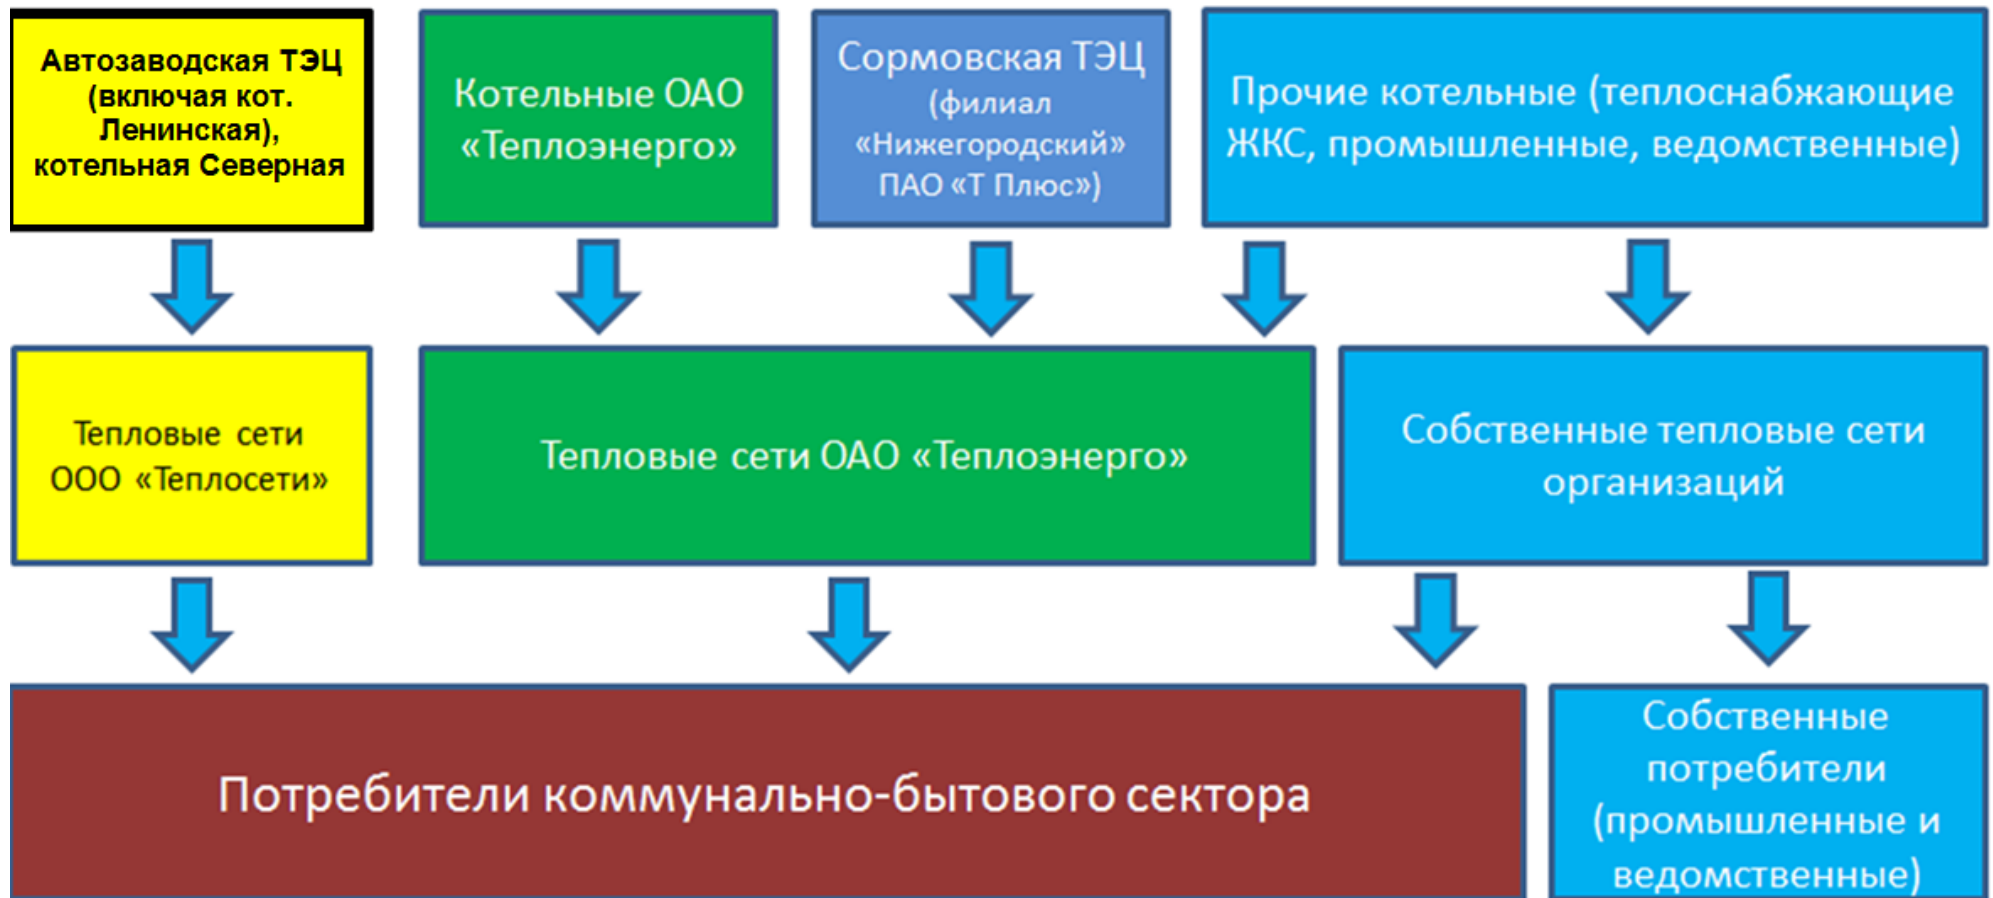 Автозаводская ТЭЦ
(включая кот.
Ленинская),
котельная Северная
Котельные ОАО
«Теплоэнерго»
Сормовская ТЭЦ
(филиал
«Нижегородский»
ПАО «Т Плюс»)
Прочие котельные (теплоснабжающие
ЖКС, промышленные, ведомственные)
Тепловые сети
ООО «Теплосети»
Тепловые сети ОАО «Теплоэнерго»
Собственные тепловые сети
организаций
Потребители коммунально-бытового сектора
Собственные
потребители
(промышленные и
ведомственные)